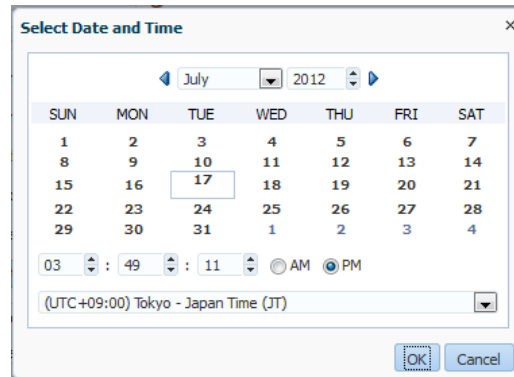 Select Date and Time ×
July 2012
SUN MON TUE WED THU FRI SAT
1 2 3 4 5 6 7
8 9 10 11 12 13 14
15 16 17 18 19 20 21
22 23 24 25 26 27 28
29 30 31 1 2 3 4
03 : 49 : 11 AM PM
(UTC+09:00) Tokyo - Japan Time (JT)
OK Cancel